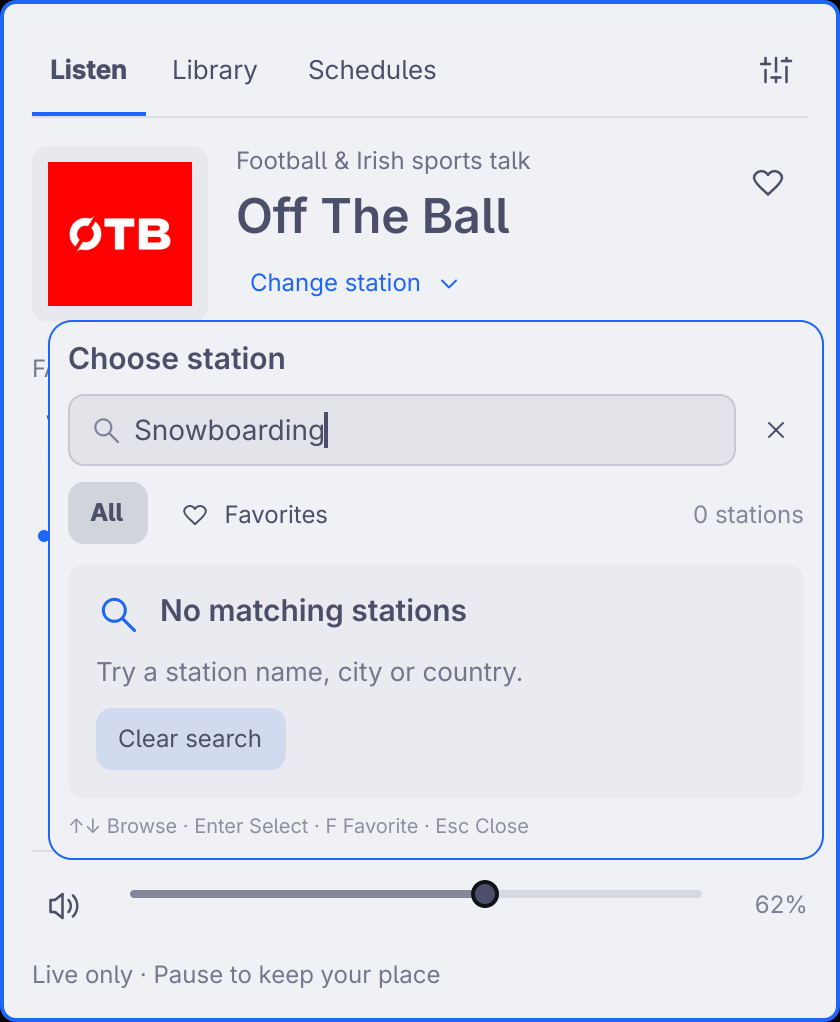 Listen Library Schedules
Football & Irish sports talk
OTB
Off The Ball
Change station
Choose station
Snowboarding
All Favorites 0 stations
No matching stations
Try a station name, city or country.
Clear search
↑↓ Browse · Enter Select · F Favorite · Esc Close
62%
Live only · Pause to keep your place